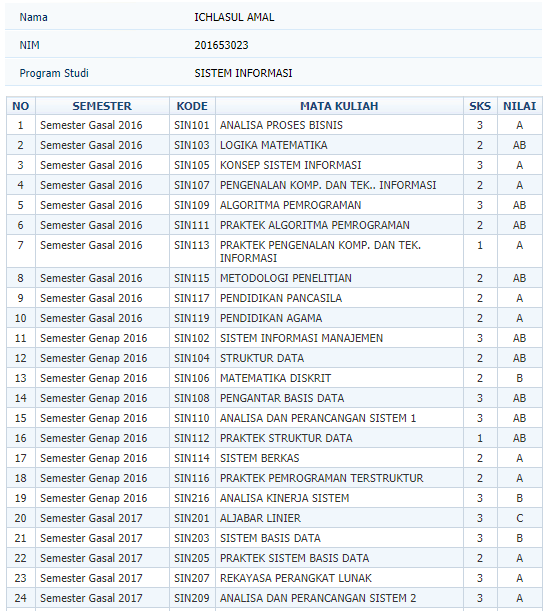 Nama ICHLASUL AMAL
NIM 201653023
Program Studi SISTEM INFORMASI
NO SEMESTER KODE MATA KULIAH SKS NILAI
1 Semester Gasal 2016 SIN101 ANALISA PROSES BISNIS 3 A
2 Semester Gasal 2016 SIN103 LOGIKA MATEMATIKA 2 AB
3 Semester Gasal 2016 SIN105 KONSEP SISTEM INFORMASI 3 A
4 Semester Gasal 2016 SIN107 PENGENALAN KOMP. DAN TEK.. INFORMASI 2 A
5 Semester Gasal 2016 SIN109 ALGORITMA PEMROGRAMAN 3 AB
6 Semester Gasal 2016 SIN111 PRAKTEK ALGORITMA PEMROGRAMAN 2 AB
7 Semester Gasal 2016 SIN113 PRAKTEK PENGENALAN KOMP. DAN TEK. 1 A
INFORMASI
8 Semester Gasal 2016 SIN115 METODOLOGI PENELITIAN 2 AB
9 Semester Gasal 2016 SIN117 PENDIDIKAN PANCASILA 2 A
10 Semester Gasal 2016 SIN119 PENDIDIKAN AGAMA 2 A
11 Semester Genap 2016 SIN102 SISTEM INFORMASI MANAJEMEN 3 AB
12 Semester Genap 2016 SIN104 STRUKTUR DATA 2 AB
13 Semester Genap 2016 SIN106 MATEMATIKA DISKRIT 2 B
14 Semester Genap 2016 SIN108 PENGANTAR BASIS DATA 3 AB
15 Semester Genap 2016 SIN110 ANALISA DAN PERANCANGAN SISTEM 1 3 AB
16 Semester Genap 2016 SIN112 PRAKTEK STRUKTUR DATA 1 AB
17 Semester Genap 2016 SIN114 SISTEM BERKAS 2 A
18 Semester Genap 2016 SIN116 PRAKTEK PEMROGRAMAN TERSTRUKTUR 2 A
19 Semester Genap 2016 SIN216 ANALISA KINERJA SISTEM 3 B
20 Semester Gasal 2017 SIN201 ALJABAR LINIER 3 C
21 Semester Gasal 2017 SIN203 SISTEM BASIS DATA 3 B
22 Semester Gasal 2017 SIN205 PRAKTEK SISTEM BASIS DATA 2 A
23 Semester Gasal 2017 SIN207 REKAYASA PERANGKAT LUNAK 3 A
24 Semester Gasal 2017 SIN209 ANALISA DAN PERANCANGAN SISTEM 2 3 A